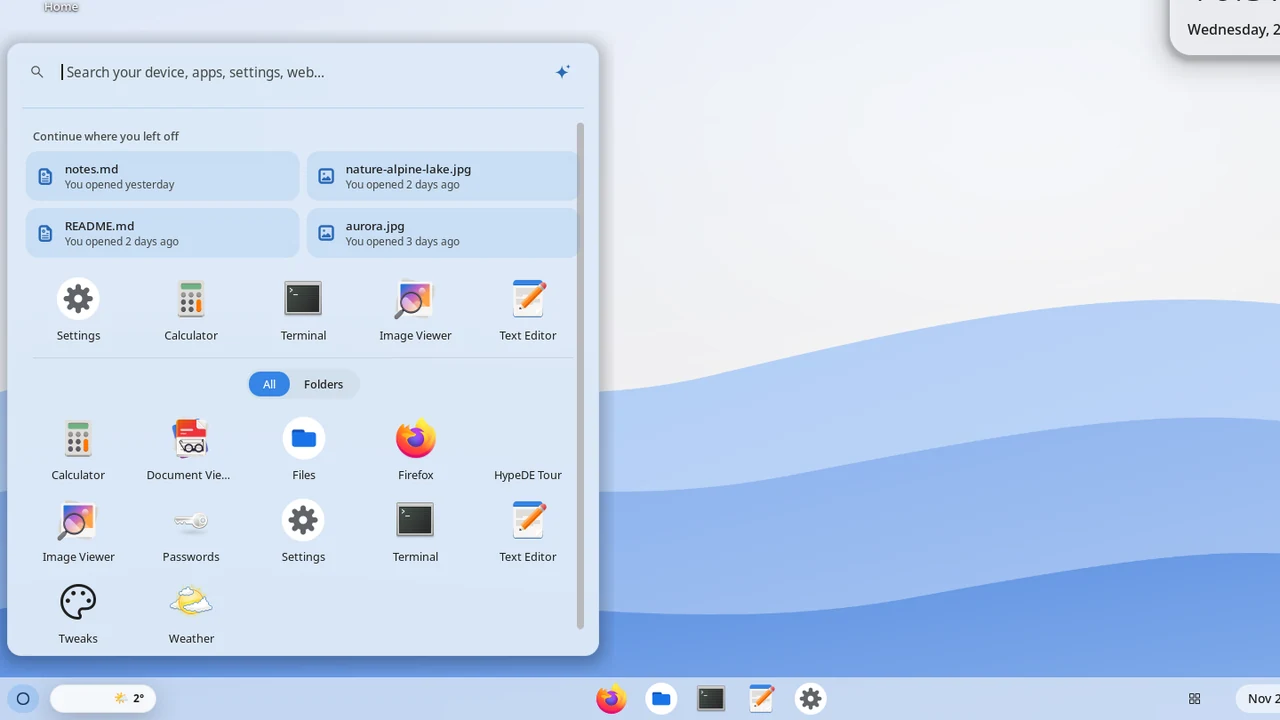 Home
Wednesday, 2
Search your device, apps, settings, web...
Continue where you left off
notes.md
You opened yesterday
nature-alpine-lake.jpg
You opened 2 days ago
README.md
You opened 2 days ago
aurora.jpg
You opened 3 days ago
Settings
Calculator
Terminal
Image Viewer
Text Editor
All
Folders
Calculator
Document Vie...
Files
Firefox
HypeDE Tour
Image Viewer
Passwords
Settings
Terminal
Text Editor
Tweaks
Weather
2°
Nov 2